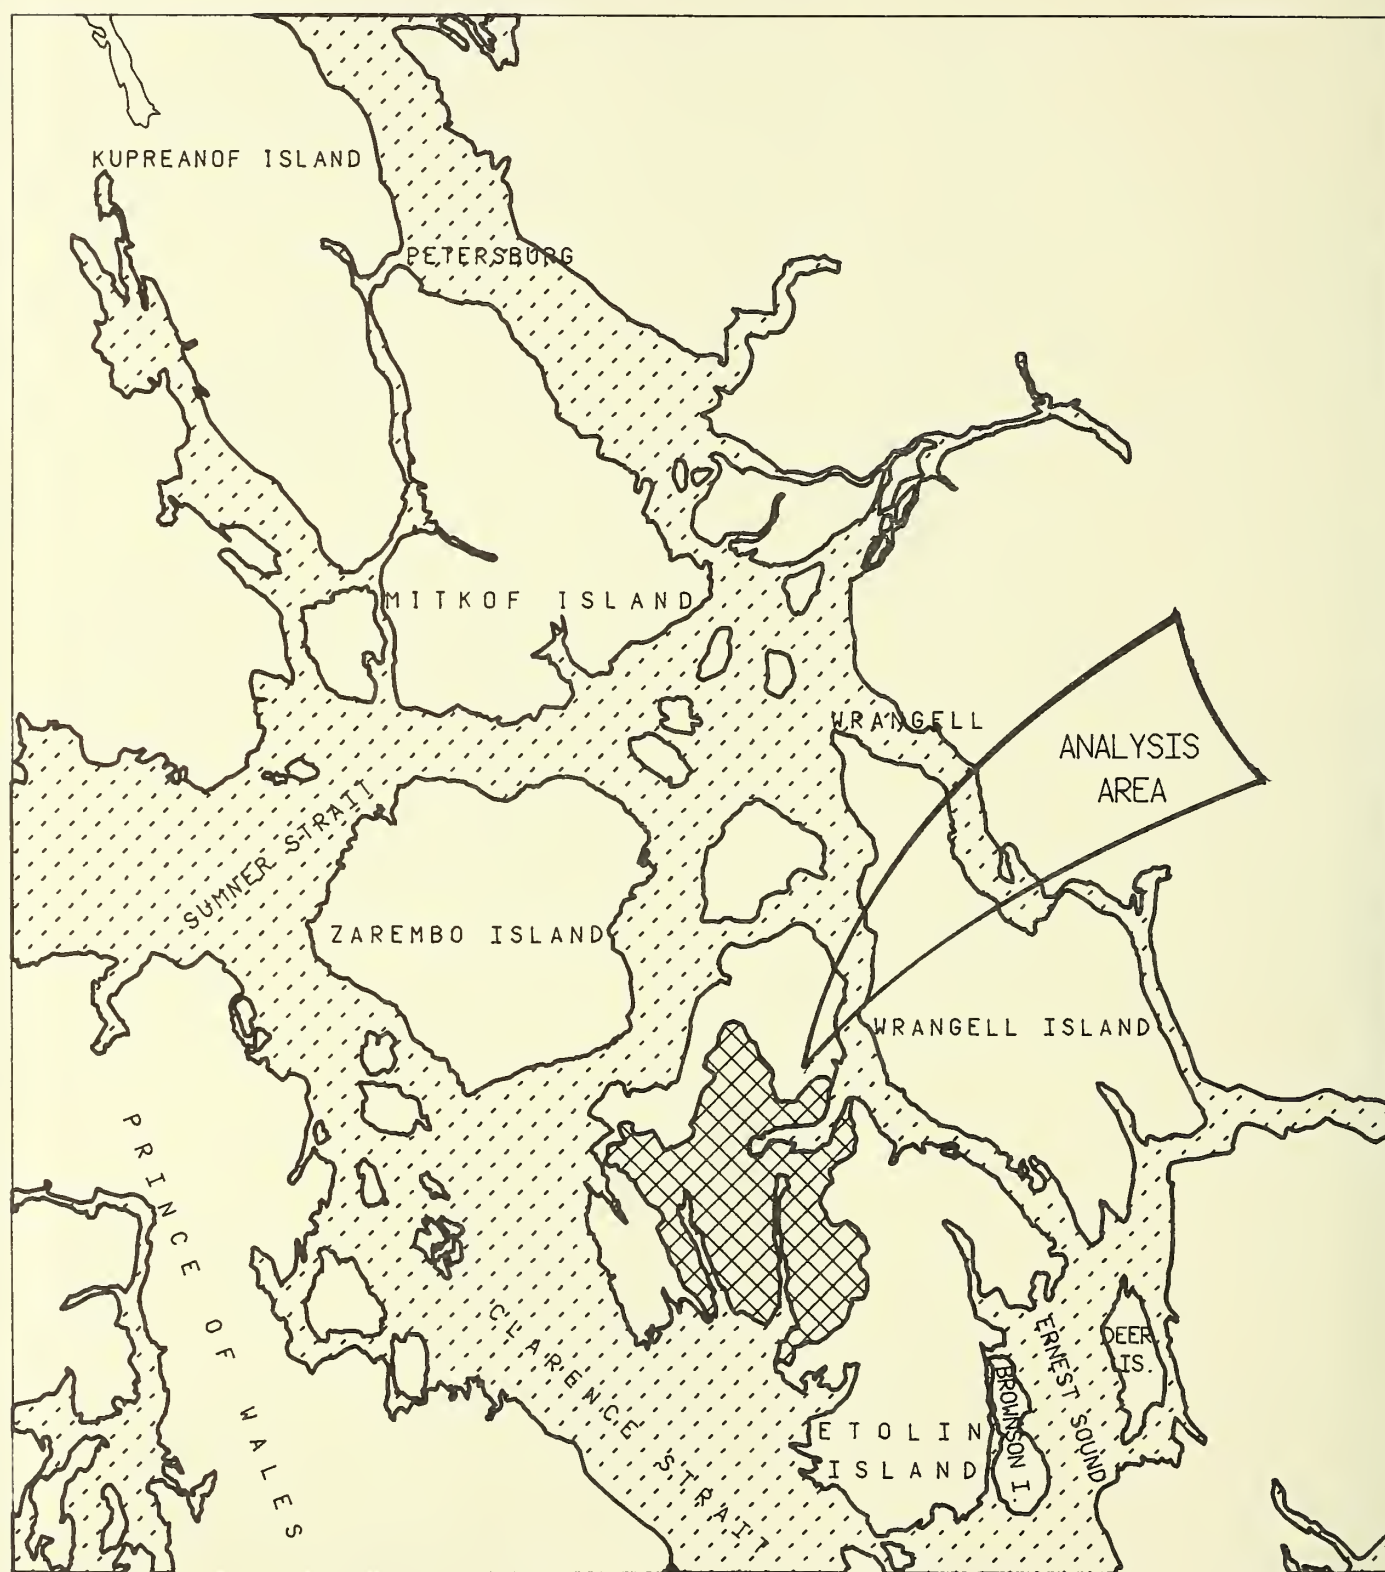 KUPREANOF ISLAND
PETERSBURG
MITKOF ISLAND
WRANGELL
ANALYSIS
AREA
SUMNER STRAIT
ZAREMBO ISLAND
WRANGELL ISLAND
PRINCE OF WALES
CLARENCE STRAIT
ERNEST SOUND
DEER
IS.
BROWNSON I.
ETOLIN
ISLAND